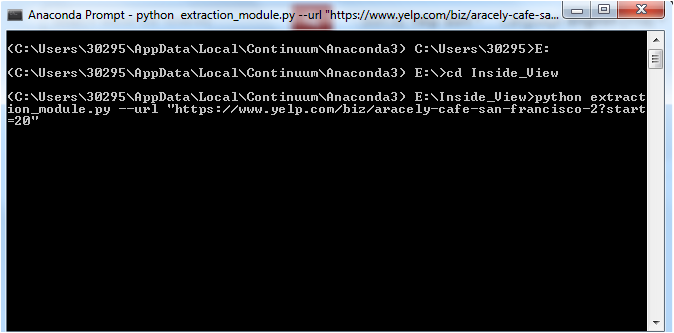 Anaconda Prompt - python  extraction_module.py --url "https://www.yelp.com/biz/aracely-cafe-sa...
(C:\Users\30295\AppData\Local\Continuum\Anaconda3) C:\Users\30295>E:
(C:\Users\30295\AppData\Local\Continuum\Anaconda3) E:\>cd Inside_View
(C:\Users\30295\AppData\Local\Continuum\Anaconda3) E:\Inside_View>python extract
ion_module.py --url "https://www.yelp.com/biz/aracely-cafe-san-francisco-2?start
=20"